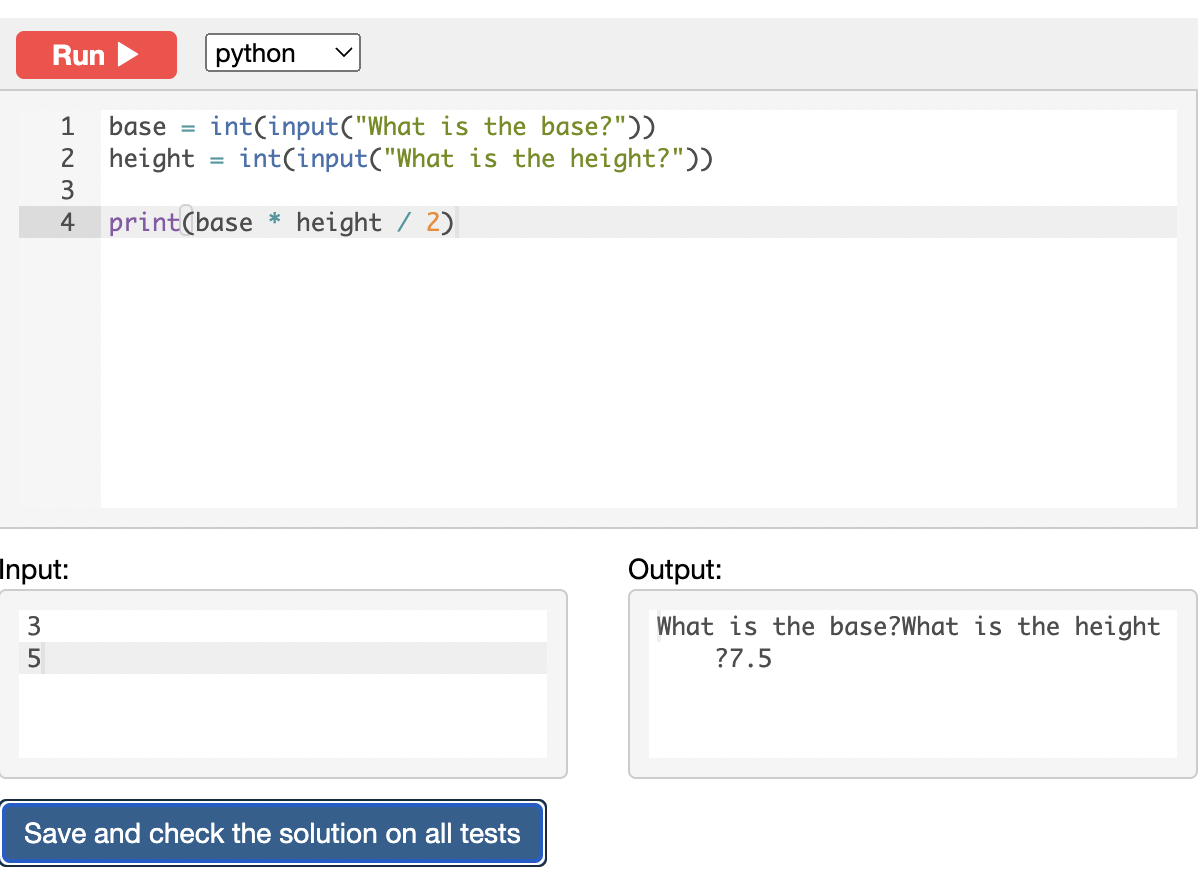 Run
python
1 base = int(input("What is the base?"))
2 height = int(input("What is the height?"))
3
4 print(base * height / 2)
Input:
3
5
Output:
What is the base?What is the height
?7.5
Save and check the solution on all tests